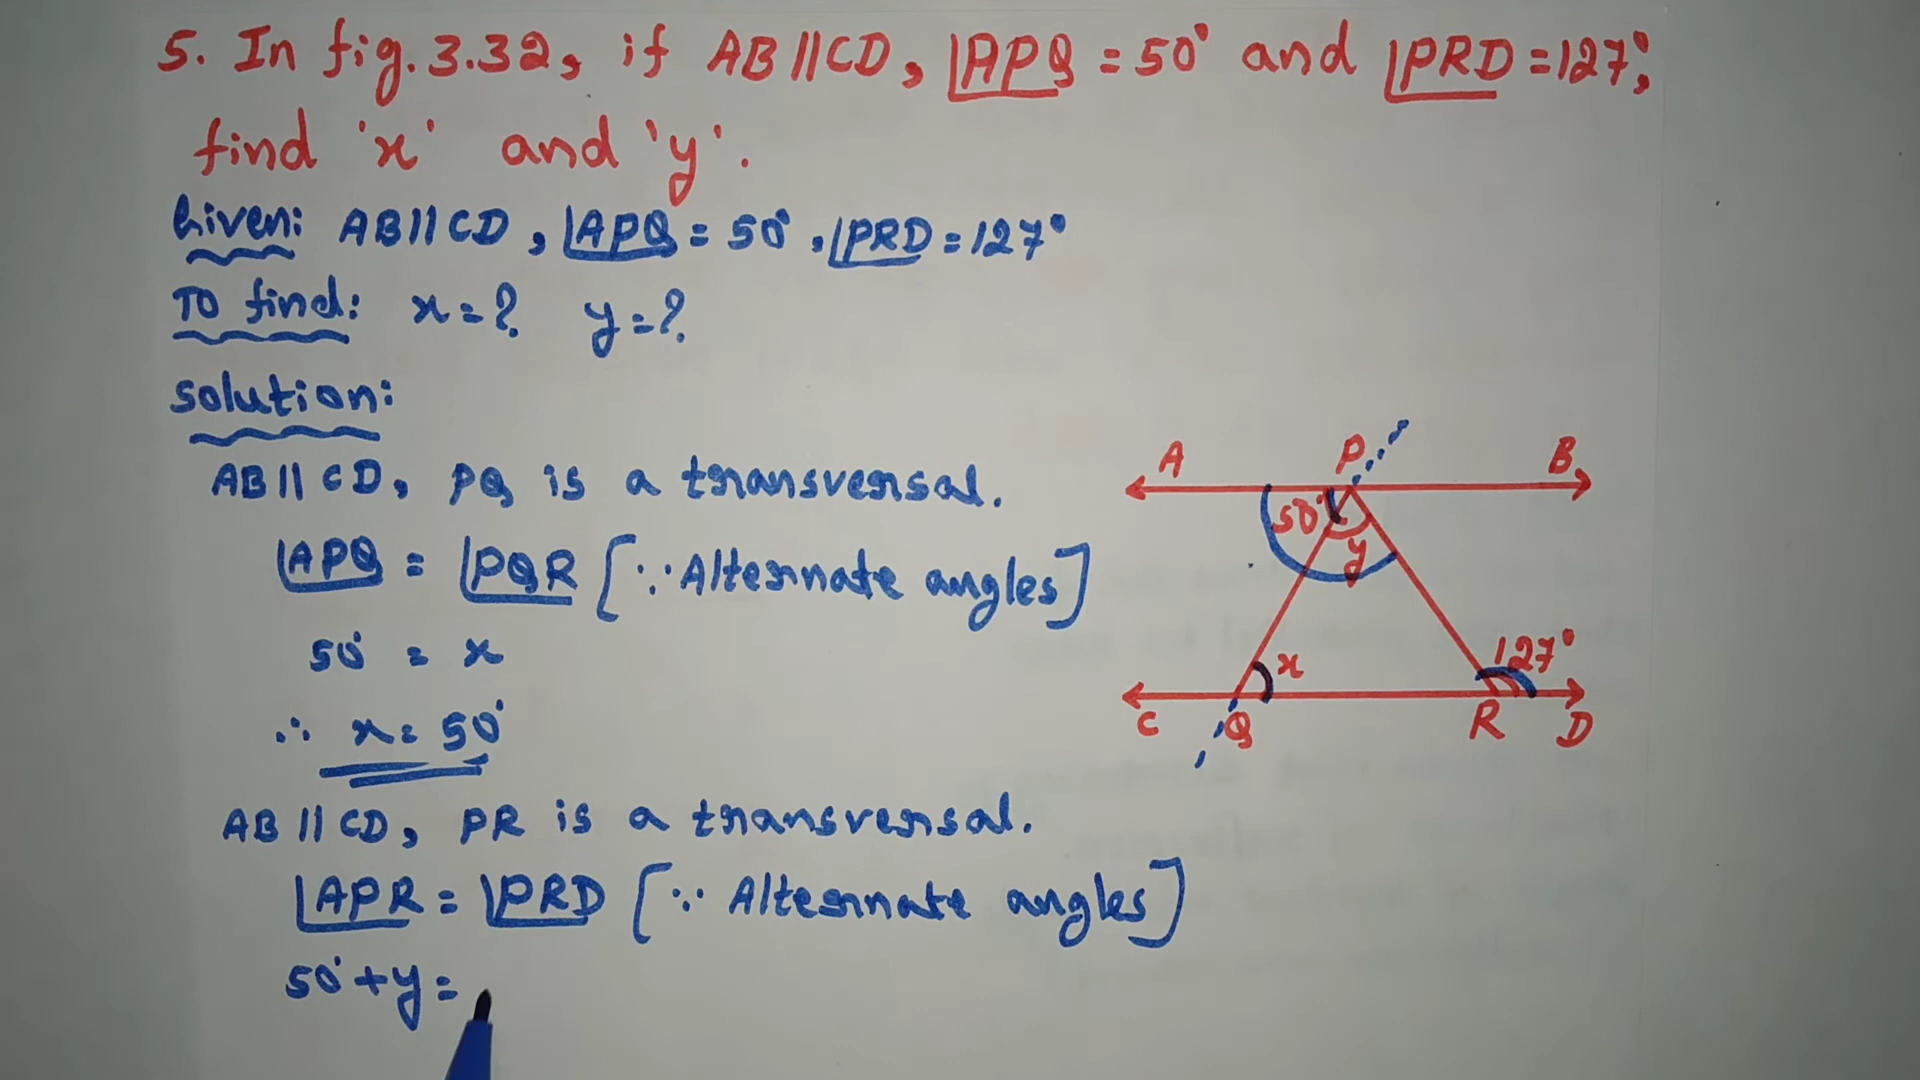 5. In fig. 3.32, if AB || CD, ∠APQ = 50° and ∠PRD = 127°,
find 'x' and 'y'.
Given: AB || CD, ∠APQ = 50°, ∠PRD = 127°
To find: x = ? y = ?
Solution:
AB || CD, PQ is a transversal.
∠APQ = ∠PQR [∵ Alternate angles]
50° = x
∴ x = 50°
AB || CD, PR is a transversal.
∠APR = ∠PRD [∵ Alternate angles]
50° + y =
A P B
50° y
x 127°
C Q R D